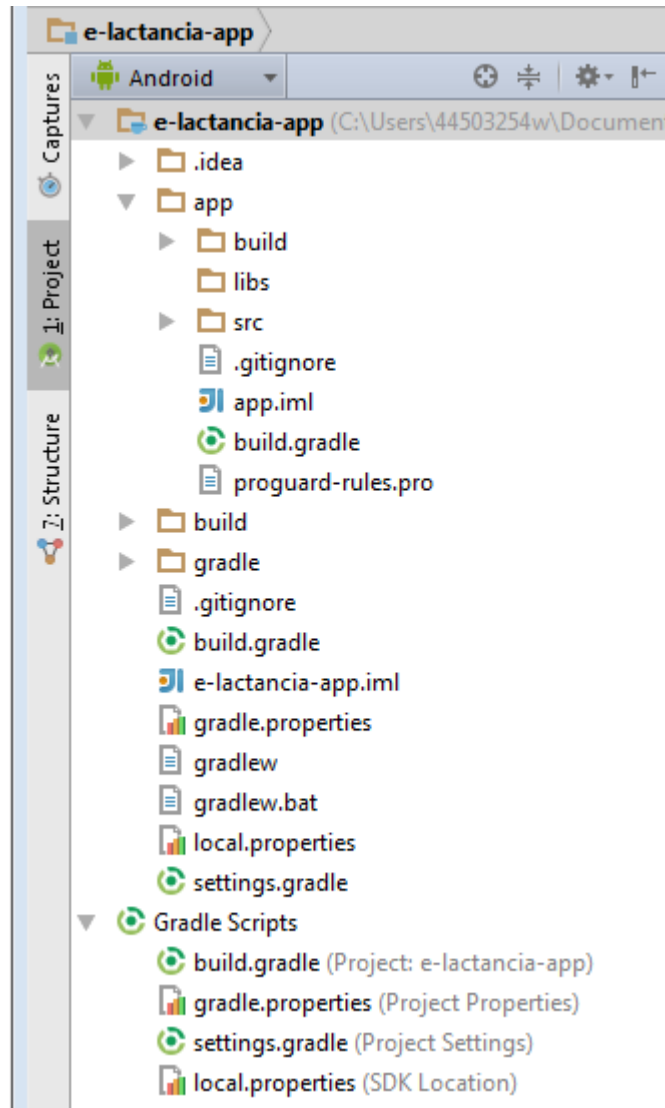 e-lactancia-app
Captures
1: Project
7: Structure
Android
e-lactancia-app (C:\Users\44503254w\Document
.idea
app
build
libs
src
.gitignore
app.iml
build.gradle
proguard-rules.pro
build
gradle
.gitignore
build.gradle
e-lactancia-app.iml
gradle.properties
gradlew
gradlew.bat
local.properties
settings.gradle
Gradle Scripts
build.gradle (Project: e-lactancia-app)
gradle.properties (Project Properties)
settings.gradle (Project Settings)
local.properties (SDK Location)